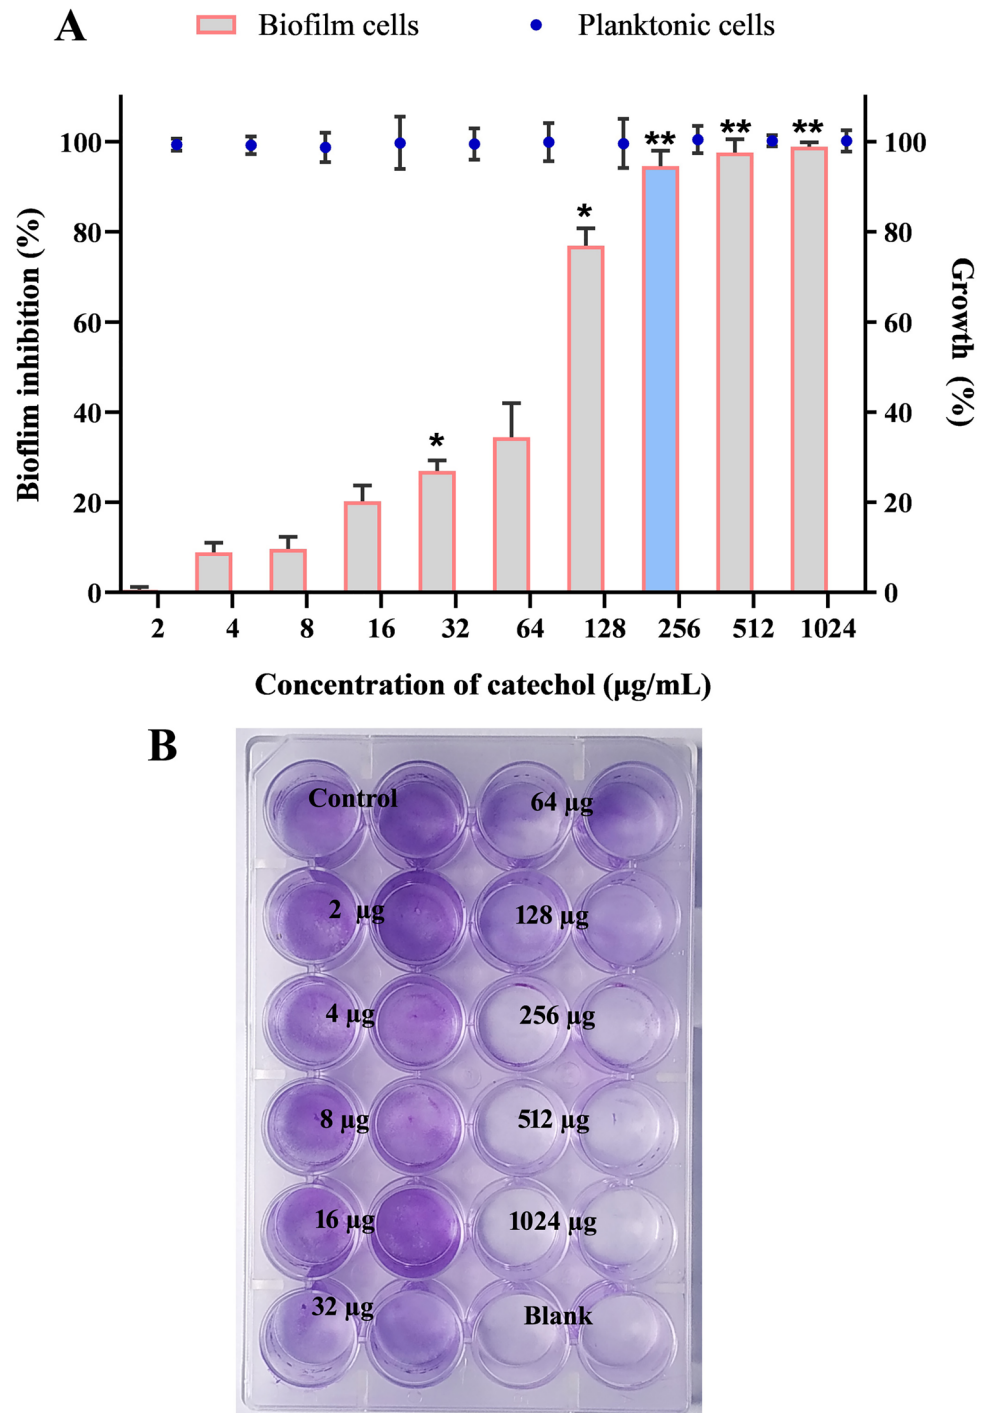 A
Biofilm cells
Planktonic cells
** ** **
100
100
*
80
80
60
60
40
40
*
20
20
0
0
Bioflim inhibition (%)
Growth (%)
2 4 8 16 32 64 128 256 512 1024
Concentration of catechol (μg/mL)
B
Control
64 μg
2 μg
128 μg
4 μg
256 μg
8 μg
512 μg
16 μg
1024 μg
32 μg
Blank